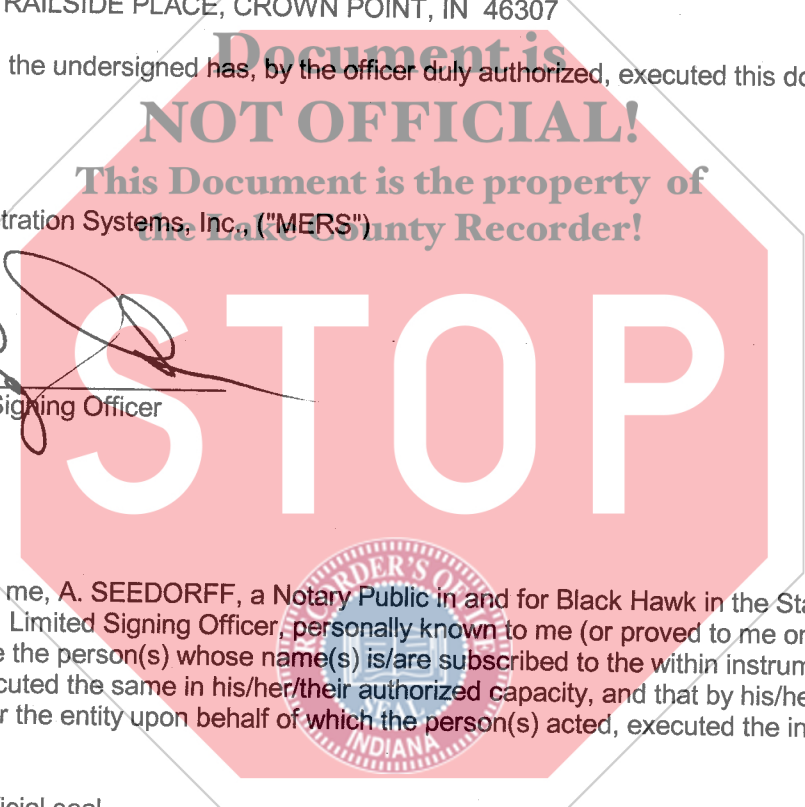 RAILSIDE PLACE, CROWN POINT, IN 46307
Document is
the undersigned has, by the officer duly authorized, executed this do
NOT OFFICIAL!
This Document is the property of
tration Systems, Inc., ("MERS")
the Lake County Recorder!
STOP
Signing Officer
RECORDER'S OFFICE
me, A. SEEDORFF, a Notary Public in and for Black Hawk in the Sta
Limited Signing Officer, personally known to me (or proved to me on
e the person(s) whose name(s) is/are subscribed to the within instrum
cuted the same in his/her/their authorized capacity, and that by his/he
r the entity upon behalf of which the person(s) acted, executed the in
SEAL
INDIANA
icial seal